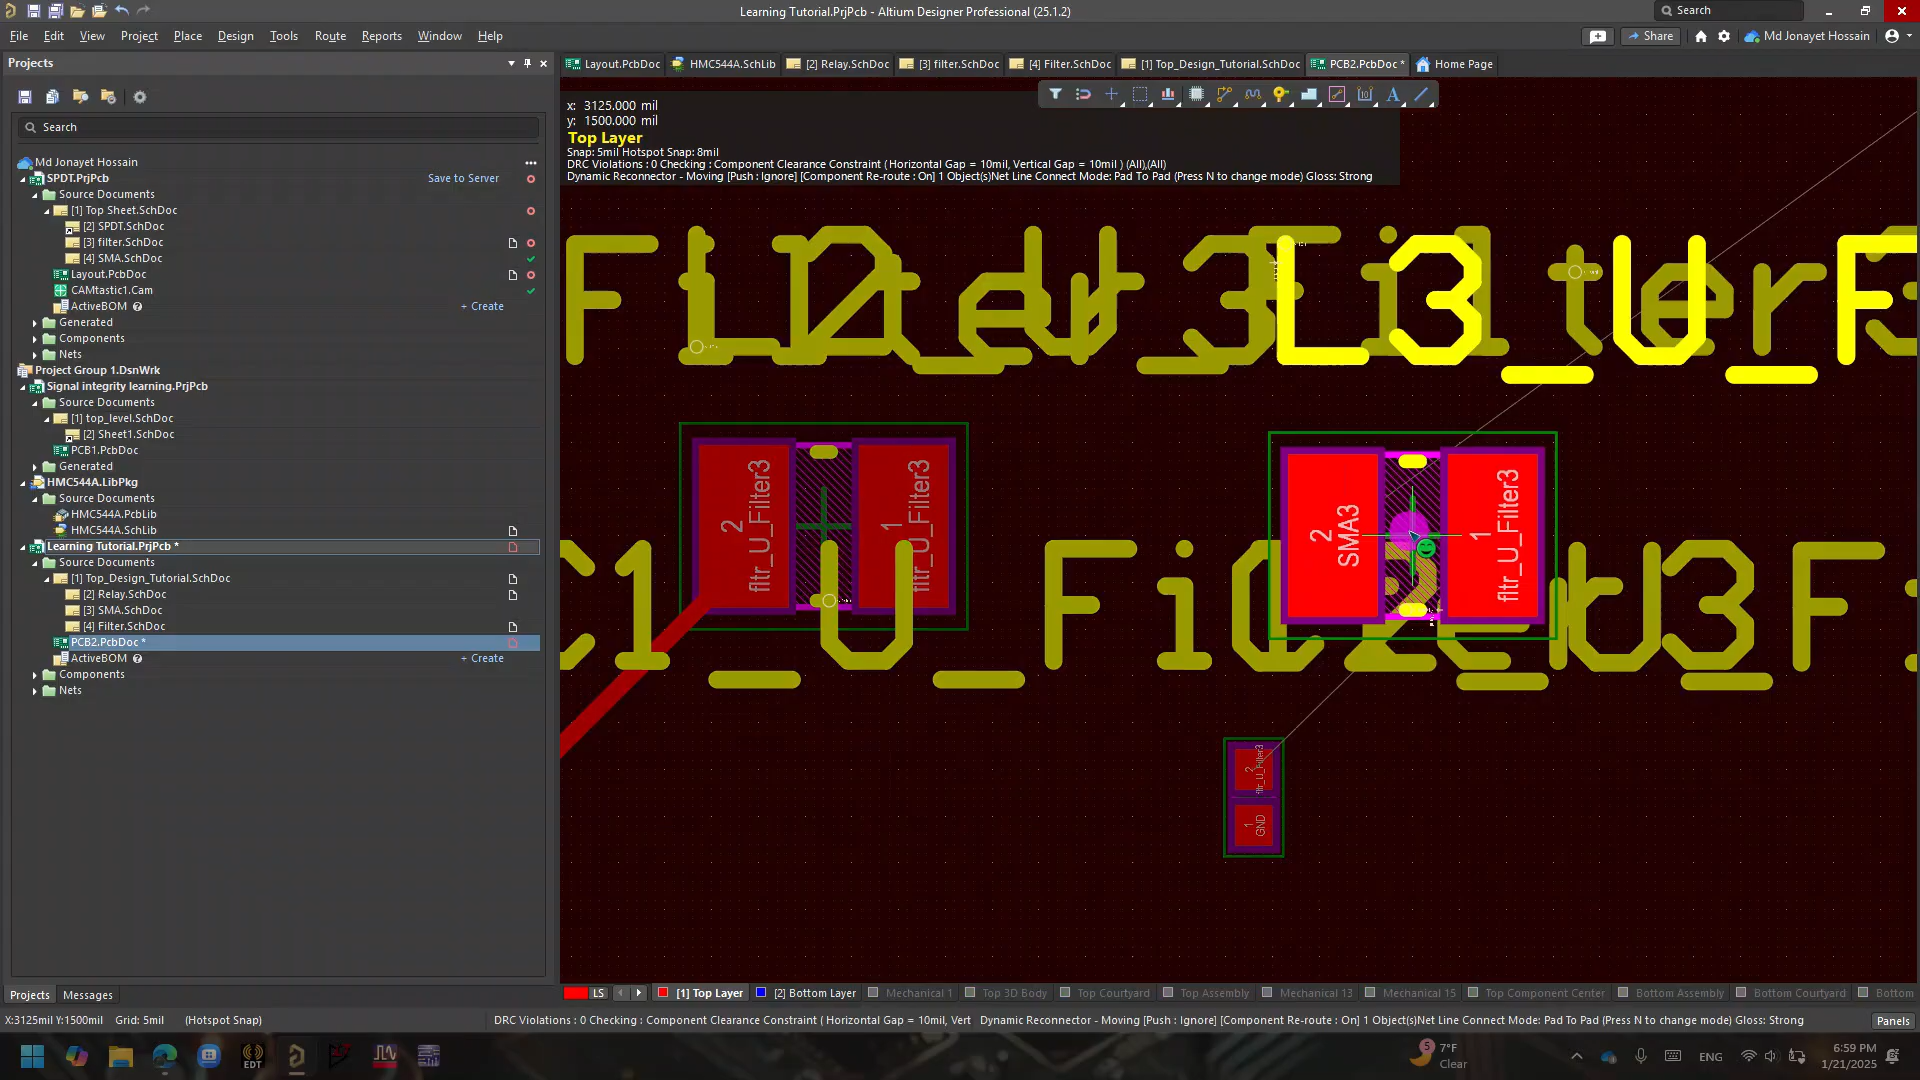 Learning Tutorial.PrjPcb - Altium Designer Professional (25.1.2)
Search
File Edit View Project Place Design Tools Route Reports Window Help
Share
Md Jonayet Hossain
Projects
Layout.PcbDoc
HMC544A.SchLib
[2] Relay.SchDoc
[3] filter.SchDoc
[4] Filter.SchDoc
[1] Top_Design_Tutorial.SchDoc
PCB2.PcbDoc *
Home Page
Search
Md Jonayet Hossain
SPDT.PrjPcb
Save to Server
Source Documents
[1] Top Sheet.SchDoc
[2] SPDT.SchDoc
[3] filter.SchDoc
[4] SMA.SchDoc
Layout.PcbDoc
CAMtastic1.Cam
ActiveBOM
+ Create
Generated
Components
Nets
Project Group 1.DsnWrk
Signal integrity learning.PrjPcb
Source Documents
[1] top_level.SchDoc
[2] Sheet1.SchDoc
PCB1.PcbDoc
Generated
HMC544A.LibPkg
Source Documents
HMC544A.PcbLib
HMC544A.SchLib
Learning Tutorial.PrjPcb *
Source Documents
[1] Top_Design_Tutorial.SchDoc
[2] Relay.SchDoc
[3] SMA.SchDoc
[4] Filter.SchDoc
PCB2.PcbDoc *
ActiveBOM
+ Create
Components
Nets
x: 3125.000 mil
y: 1500.000 mil
Top Layer
Snap: 5mil Hotspot Snap: 8mil
DRC Violations : 0 Checking : Component Clearance Constraint ( Horizontal Gap = 10mil, Vertical Gap = 10mil ) (All),(All)
Dynamic Reconnector - Moving [Push : Ignore] [Component Re-route : On] 1 Object(s)Net Line Connect Mode: Pad To Pad (Press N to change mode) Gloss: Strong
L3_U_F
2
fltr_U_Filter3
1
fltr_U_Filter3
2
SMA3
1
fltr_U_Filter3
C1_U_Fi
2
fltr_U_Filter3
1
GND
Projects
Messages
LS
[1] Top Layer
[2] Bottom Layer
Mechanical 1
Top 3D Body
Top Courtyard
Top Assembly
Mechanical 13
Mechanical 15
Top Component Center
Bottom Assembly
Bottom Courtyard
Bottom
X:3125mil Y:1500mil Grid: 5mil (Hotspot Snap)
DRC Violations : 0 Checking : Component Clearance Constraint ( Horizontal Gap = 10mil, Vert
Dynamic Reconnector - Moving [Push : Ignore] [Component Re-route : On] 1 Object(s)Net Line Connect Mode: Pad To Pad (Press N to change mode) Gloss: Strong
Panels
EDT
5
7°F
Clear
ENG
6:59 PM
1/21/2025